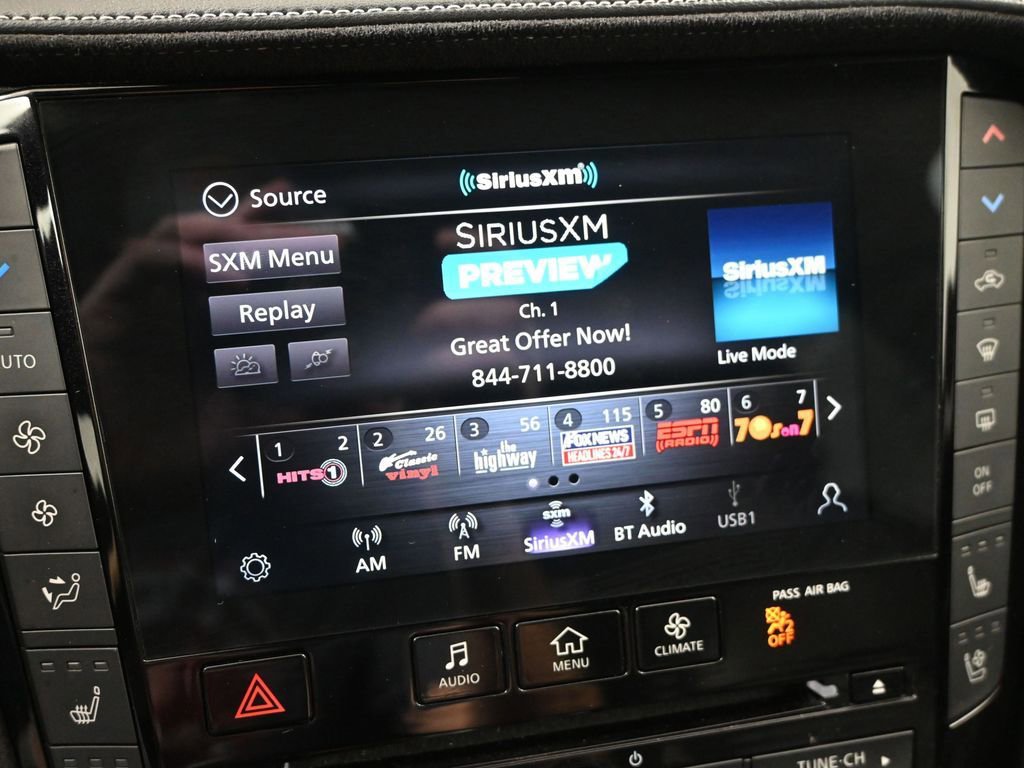 SiriusXM
Source
SIRIUSXM
PREVIEW
SXM Menu
Replay
Ch. 1
Great Offer Now!
844-711-8800
SiriusXM
Live Mode
1 2
HITS 1
2 26
Classic
vinyl
3 56
the
highway
4 115
FOX NEWS
HEADLINES 24/7
5 80
ESPN
(RADIO)
6 7
70s on 7
AM
FM
sxm
SiriusXM
BT Audio
USB1
AUTO
ON
OFF
PASS AIR BAG
OFF
AUDIO
MENU
CLIMATE
TUNE·CH